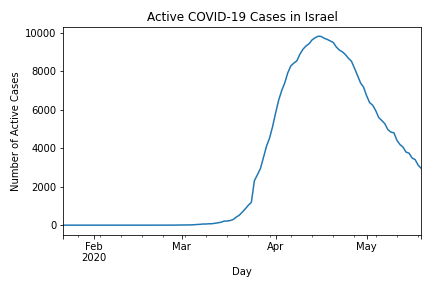 Active COVID-19 Cases in Israel
10000
8000
6000
4000
2000
0
Number of Active Cases
Feb
2020
Mar
Apr
May
Day